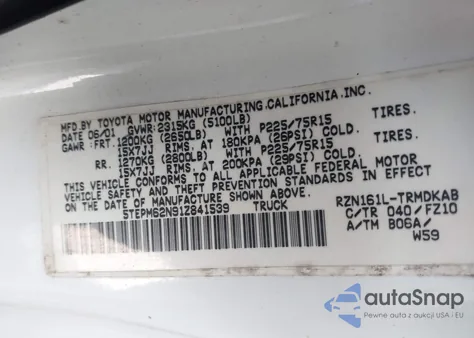 MFD BY TOYOTA MOTOR MANUFACTURING.CALIFORNIA.INC.
DATE 06/01 GVWR 2315KG (5100LB)
GAWR:FRT.1200KG (2650LB) WITH P225/75R15 TIRES.
15X7JJ RIMS. AT 180KPA (26PSI) COLD.
RR. 1270KG (2800LB) WITH P225/75R15 TIRES.
15X7JJ RIMS. AT 200KPA (29PSI) COLD.
THIS VEHICLE CONFORMS TO ALL APPLICABLE FEDERAL MOTOR
VEHICLE SAFETY AND THEFT PREVENTION STANDARDS IN
EFFECT ON THE DATE OF MANUFACTURE SHOWN ABOVE.
5TEPM62N91Z841539 TRUCK
RZN161L-TRMDKAB
C/TR 040/FZ10
A/TM B06A/
W59
autoSnap
Pewne auta z aukcji USA i EU